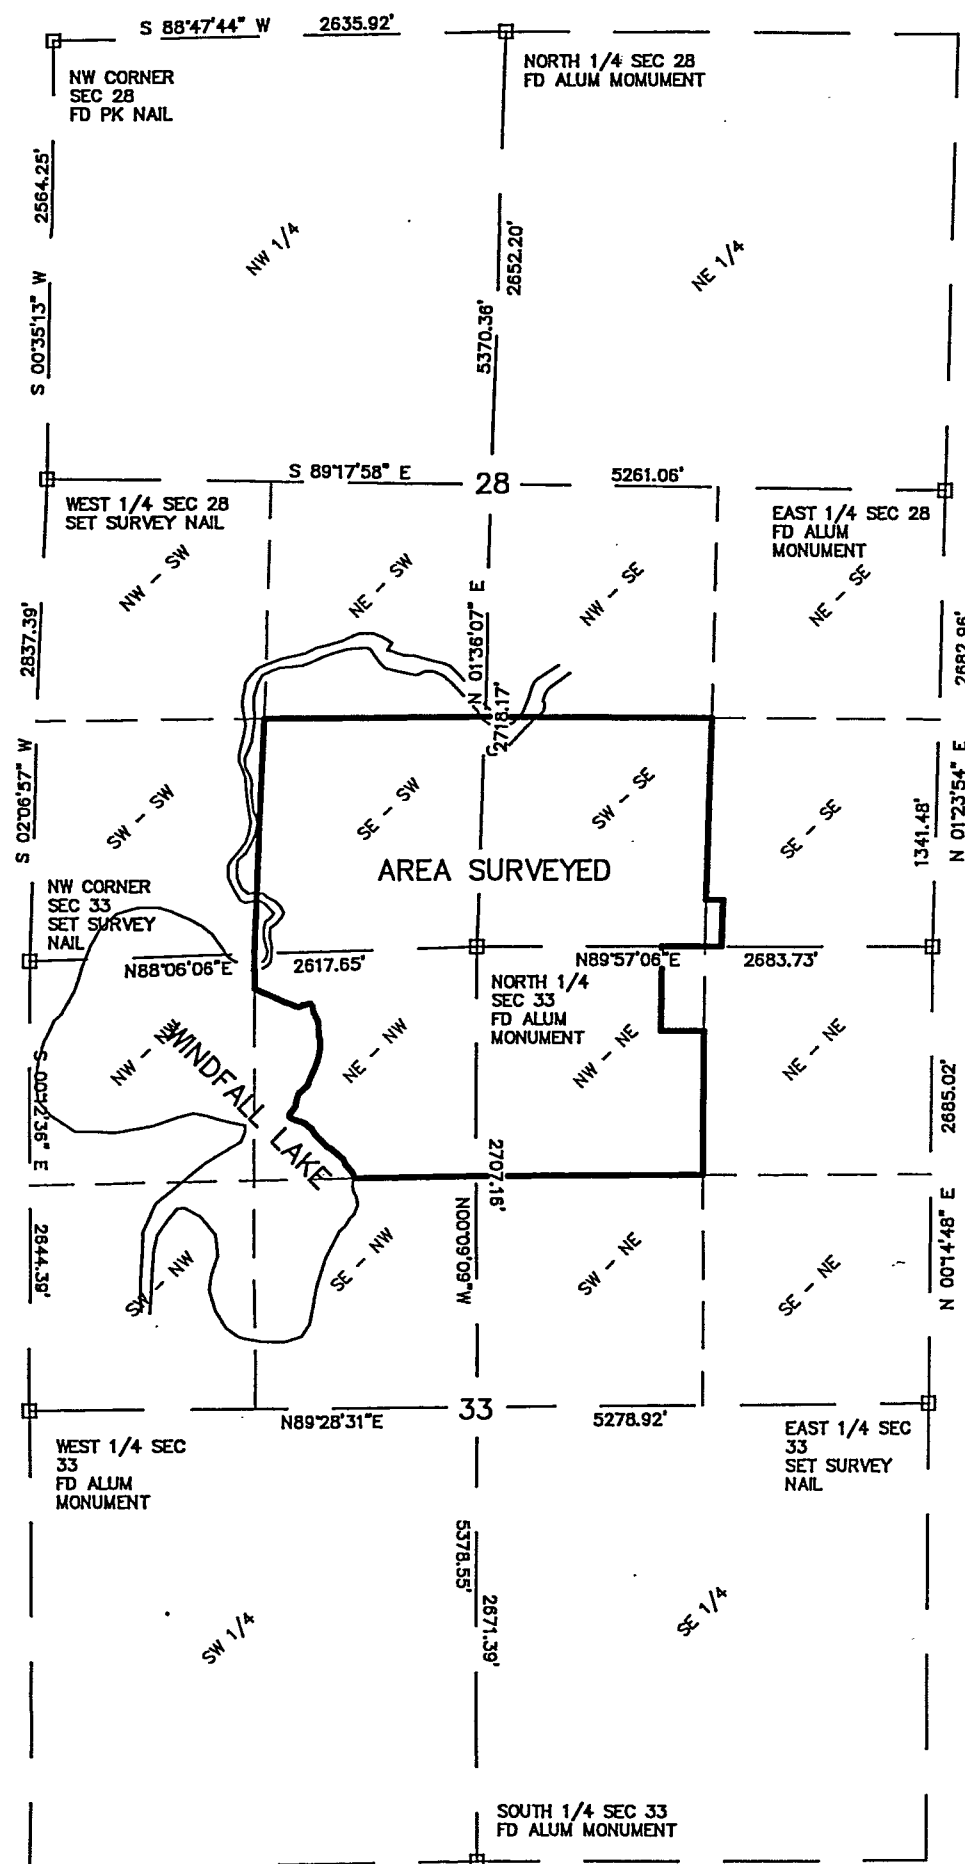 S 88°47'44" W 2635.92'
NW CORNER
SEC 28
FD PK NAIL
NORTH 1/4 SEC 28
FD ALUM MOMUMENT
2564.25'
S 00°35'13" W
NW 1/4
2652.20'
5370.36'
NE 1/4
S 89°17'58" E 28 5261.06'
WEST 1/4 SEC 28
SET SURVEY NAIL
EAST 1/4 SEC 28
FD ALUM
MONUMENT
NW - SW
NE - SW
NW - SE
NE - SE
2837.39'
N 01°36'07" E
2718.17'
2682.96'
S 02°06'57" W
SW - SW
SE - SW
SW - SE
SE - SE
1341.48'
N 01°23'54" E
AREA SURVEYED
NW CORNER
SEC 33
SET SURVEY
NAIL
N88°06'06"E 2617.65'
N89°57'06"E 2683.73'
NORTH 1/4
SEC 33
FD ALUM
MONUMENT
NW - NW
WINDFALL LAKE
NE - NW
NW - NE
NE - NE
S 00°12'36" E
2685.02'
2707.16'
N00°09'09"W
2644.39'
SW - NW
SE - NW
SW - NE
SE - NE
N 00°14'48" E
N89°28'31"E 33 5278.92'
WEST 1/4 SEC
33
FD ALUM
MONUMENT
EAST 1/4 SEC
33
SET SURVEY
NAIL
5378.55'
2671.39'
SW 1/4
SE 1/4
SOUTH 1/4 SEC 33
FD ALUM MONUMENT